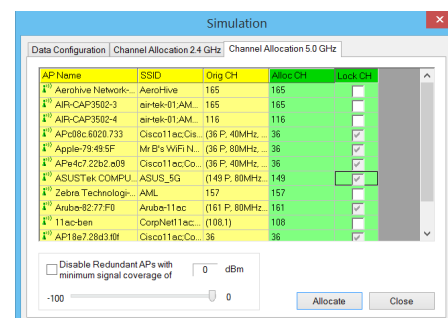 Simulation
Data Configuration Channel Allocation 2.4 GHz Channel Allocation 5.0 GHz
AP Name SSID Orig CH Alloc CH Lock CH
Aerohive Network-... AeroHive 165 165
AIR-CAP3502-3 air-tek-01;AM... 165 165
AIR-CAP3502-4 air-tek-01;AM... 116 116
APc08c.6020.733 Cisco11ac;Cis... (36 P, 40MHz, ... 36
Apple-79:49:5F Mr B's WiFi N... (36 P, 80MHz, ... 36
APe4c7.22b2.a09 Cisco11ac;Co... (36 P, 40MHz, ... 36
ASUSTek COMPU... ASUS_5G (149 P, 80MHz... 149
Zebra Technologi-... AML 157 157
Aruba-82:77:F0 Aruba-11ac (161 P, 80MHz... 161
11ac-ben CorpNet11ac;... (108,1) 108
AP18e7.28d3.f0f Cisco11ac;Co... 36 36
Disable Redundant APs with
minimum signal coverage of 0 dBm
-100 0
Allocate Close